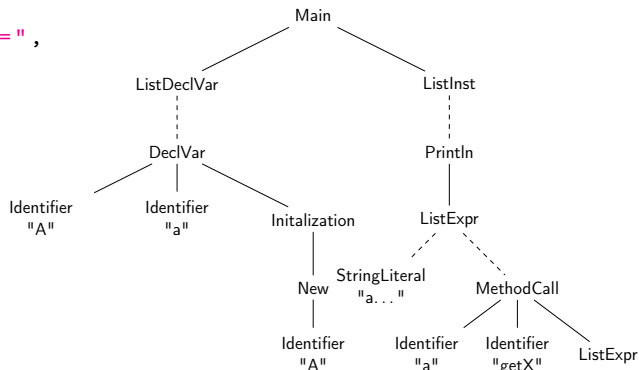 Main
=",
ListDeclVar ListInst
DeclVar Println
Identifier Identifier
"A" "a"
Initalization ListExpr
StringLiteral
"a..."
New MethodCall
Identifier Identifier Identifier ListExpr
"A" "a" "getX"